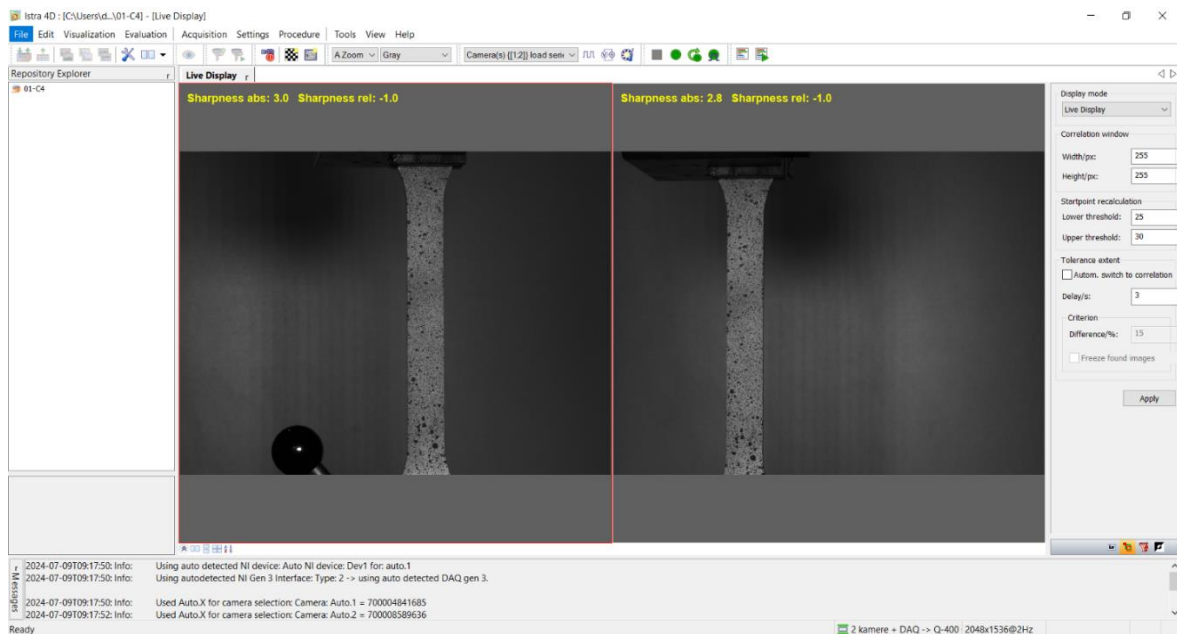 Istra 4D : [C:\Users\d...\01-C4] - [Live Display]
File Edit Visualization Evaluation Acquisition Settings Procedure Tools View Help
A Zoom Gray Camera(s) {[1;2]} load serie
Repository Explorer
Live Display
01-C4
Sharpness abs: 3.0 Sharpness rel: -1.0
Sharpness abs: 2.8 Sharpness rel: -1.0
Display mode
Live Display
Correlation window
Width/px: 255
Height/px: 255
Startpoint recalculation
Lower threshold: 25
Upper threshold: 30
Tolerance extent
Autom. switch to correlation
Delay/s: 3
Criterion
Difference/%: 15
Freeze found images
Apply
Messages
2024-07-09T09:17:50: Info: Using auto detected NI device: Auto NI device: Dev1 for: auto.1
2024-07-09T09:17:50: Info: Using autodetected NI Gen 3 Interface: Type: 2 -> using auto detected DAQ gen 3.
2024-07-09T09:17:50: Info: Used Auto.X for camera selection: Camera: Auto.1 = 700004841685
2024-07-09T09:17:52: Info: Used Auto.X for camera selection: Camera: Auto.2 = 700008589636
Ready
2 kamere + DAQ -> Q-400 2048x1536@2Hz